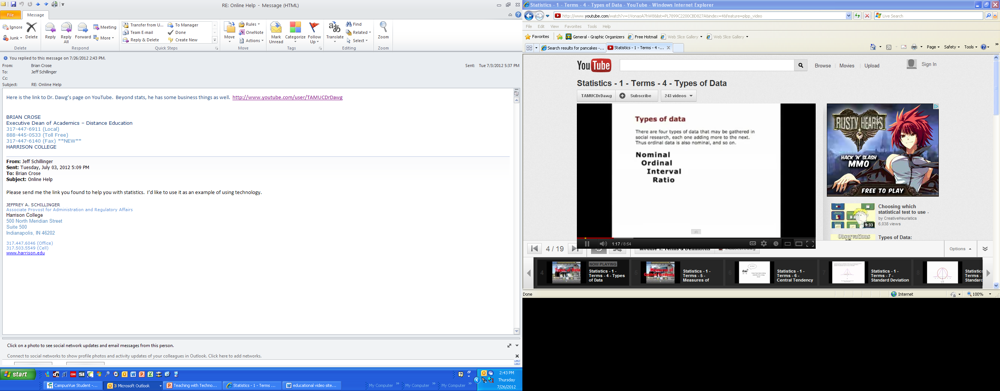 RE: Online Help - Message (HTML)
File
Message
Ignore
Junk
Delete
Reply
Reply All
Forward
Meeting
More
Transfer from U...
Team E-mail
Reply & Delete
To Manager
Done
Create New
Move
Rules
OneNote
Actions
Mark Unread
Categorize
Follow Up
Translate
Find
Related
Select
Zoom
Delete
Respond
Quick Steps
Move
Tags
Editing
Zoom
You replied to this message on 7/26/2012 2:43 PM.
From: Brian Crose
Sent: Tue 7/3/2012 5:37 PM
To: Jeff Schillinger
Cc:
Subject: RE: Online Help
Here is the link to Dr. Dawg's page on YouTube. Beyond stats, he has some business things as well. http://www.youtube.com/user/TAMUCDrDawg
BRIAN CROSE
Executive Dean of Academics – Distance Education
317-447-6911 (Local)
888-445-0533 (Toll Free)
317-447-6140 (Fax) **NEW**
HARRISON COLLEGE
From: Jeff Schillinger
Sent: Tuesday, July 03, 2012 5:09 PM
To: Brian Crose
Subject: Online Help
Please send me the link you found to help you with statistics. I'd like to use it as an example of using technology.
JEFFREY A. SCHILLINGER
Associate Provost for Administration and Regulatory Affairs
Harrison College
500 North Meridian Street
Suite 500
Indianapolis, IN 46202
317.447.6046 (Office)
317.503.5549 (Cell)
www.harrison.edu
Click on a photo to see social network updates and email messages from this person.
Connect to social networks to show profile photos and activity updates of your colleagues in Outlook. Click here to add networks.
start
CampusVue Student -...
3 Microsoft Outlook
Teaching with Techno...
Statistics - 1 - Terms ...
educational video site...
My Computer
My Computer
My Computer
2:43 PM
Thursday
7/26/2012
Statistics - 1 - Terms - 4 - Types of Data - YouTube - Windows Internet Explorer
http://www.youtube.com/watch?v=1VonaoA7hW8&list=PL7899C2200CBD827A&index=4&feature=plpp_video
Live Search
File Edit View Favorites Tools Help
Favorites
General - Graphic Organizers
Free Hotmail
Web Slice Gallery
Web Slice Gallery
Search results for pancakes -...
Statistics - 1 - Terms - 4 -...
Page
Safety
Tools
YouTube
Browse
Movies
Upload
Sign In
Statistics - 1 - Terms - 4 - Types of Data
TAMUCDrDawg
Subscribe
243 videos
Types of data
There are four types of data that may be gathered in
social research, each one adding more to the next.
Thus ordinal data is also nominal, and so on.
Nominal
Ordinal
Interval
Ratio
1:17 / 8:54
CC
RUSTY HEARTS
HACK 'N' SLASH
MMO
FREE TO PLAY
9:33
Choosing which
statistical test to use -
by CreativeHeuristics
6,038 views
Observations
Types of Data:
4 / 19
Module 1: Terms & Definitions
TAMUCDrDawg
Options
4
Types of Data
NOW PLAYING
Statistics - 1 -
Terms - 4 - Types
of Data
5
Measures of
Central Tendency
Statistics - 1 -
Terms - 5 -
Measures of
6
Statistics - 1 -
Terms - 6 -
Central Tendency
7
Statistics - 1 -
Terms - 7 -
Standard Deviation
8
Statistics
Terms -
Standard
Done
Internet
100%